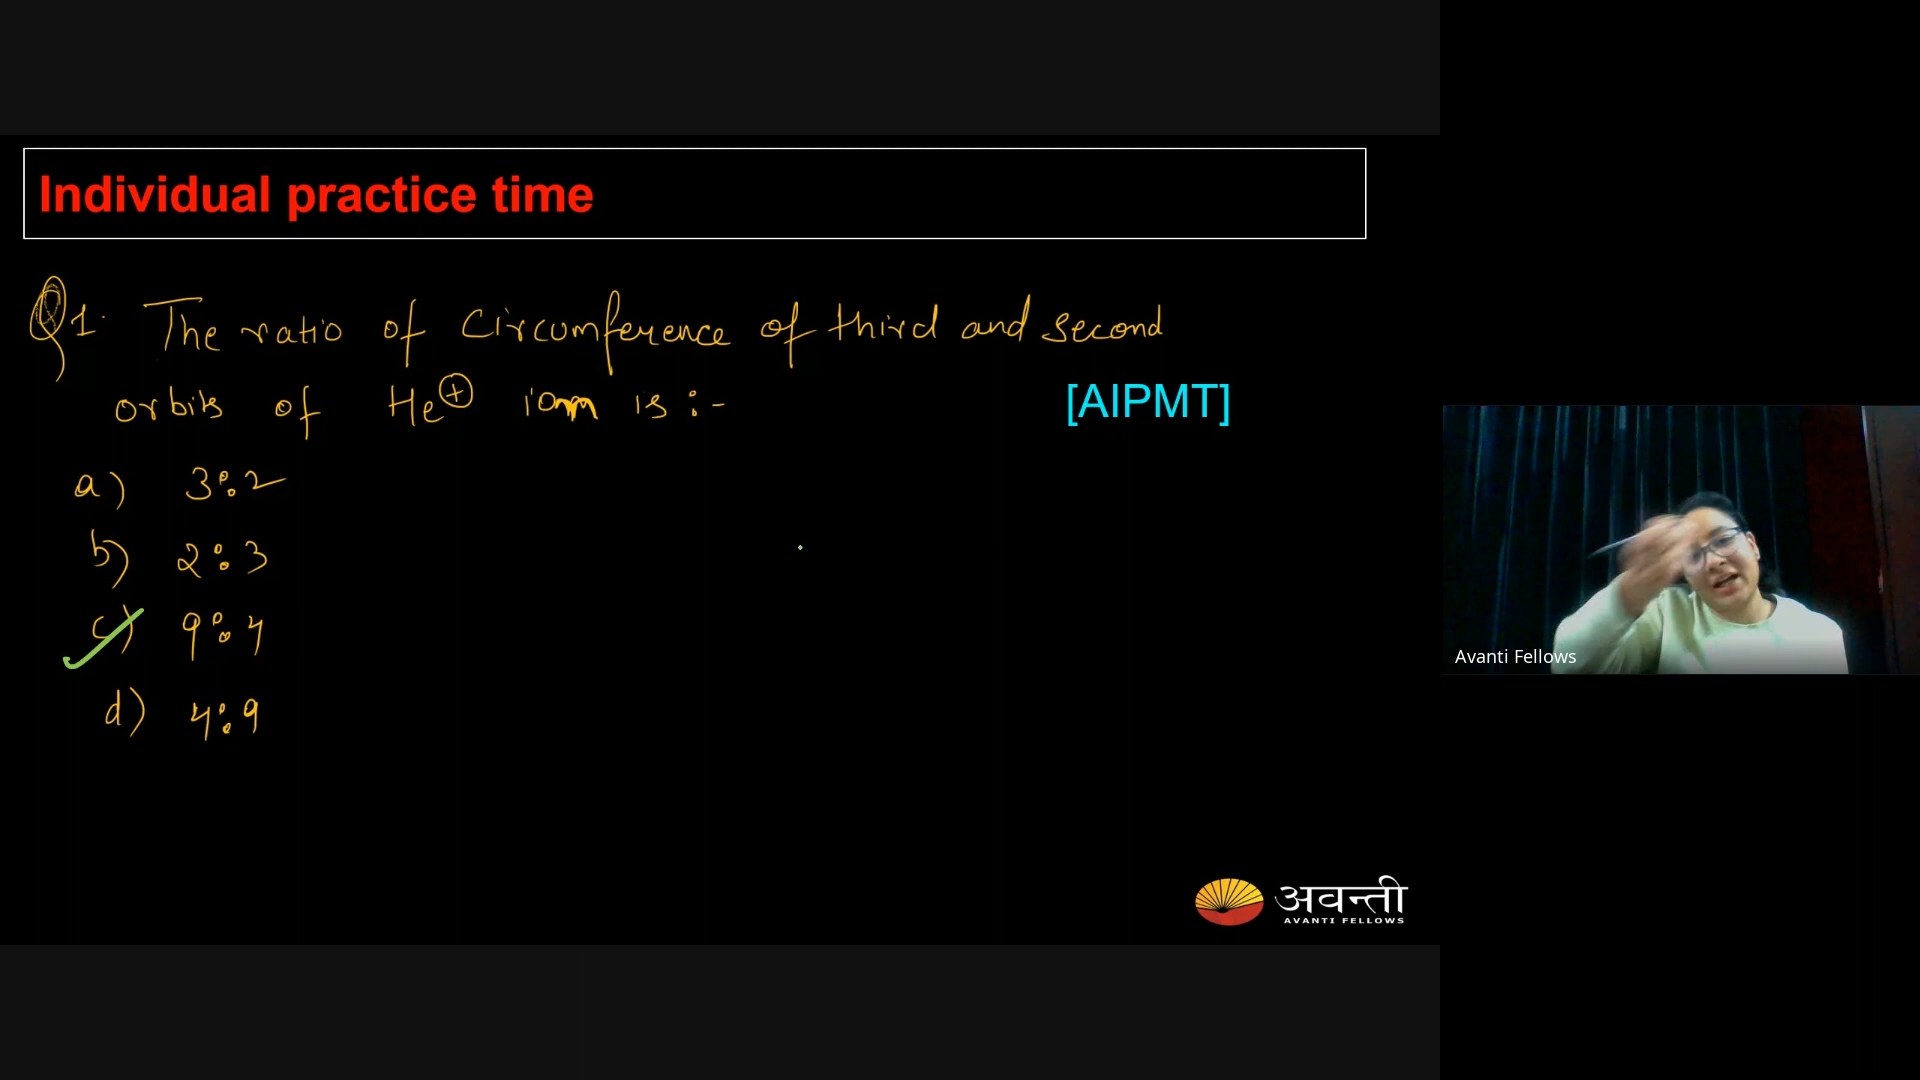 Individual practice time
Q1. The ratio of Circumference of third and second
orbits of He⊕ ion is :-
[AIPMT]
a) 3:2
b) 2:3
c) 9:4
d) 4:9
Avanti Fellows
अवन्ती
AVANTI FELLOWS